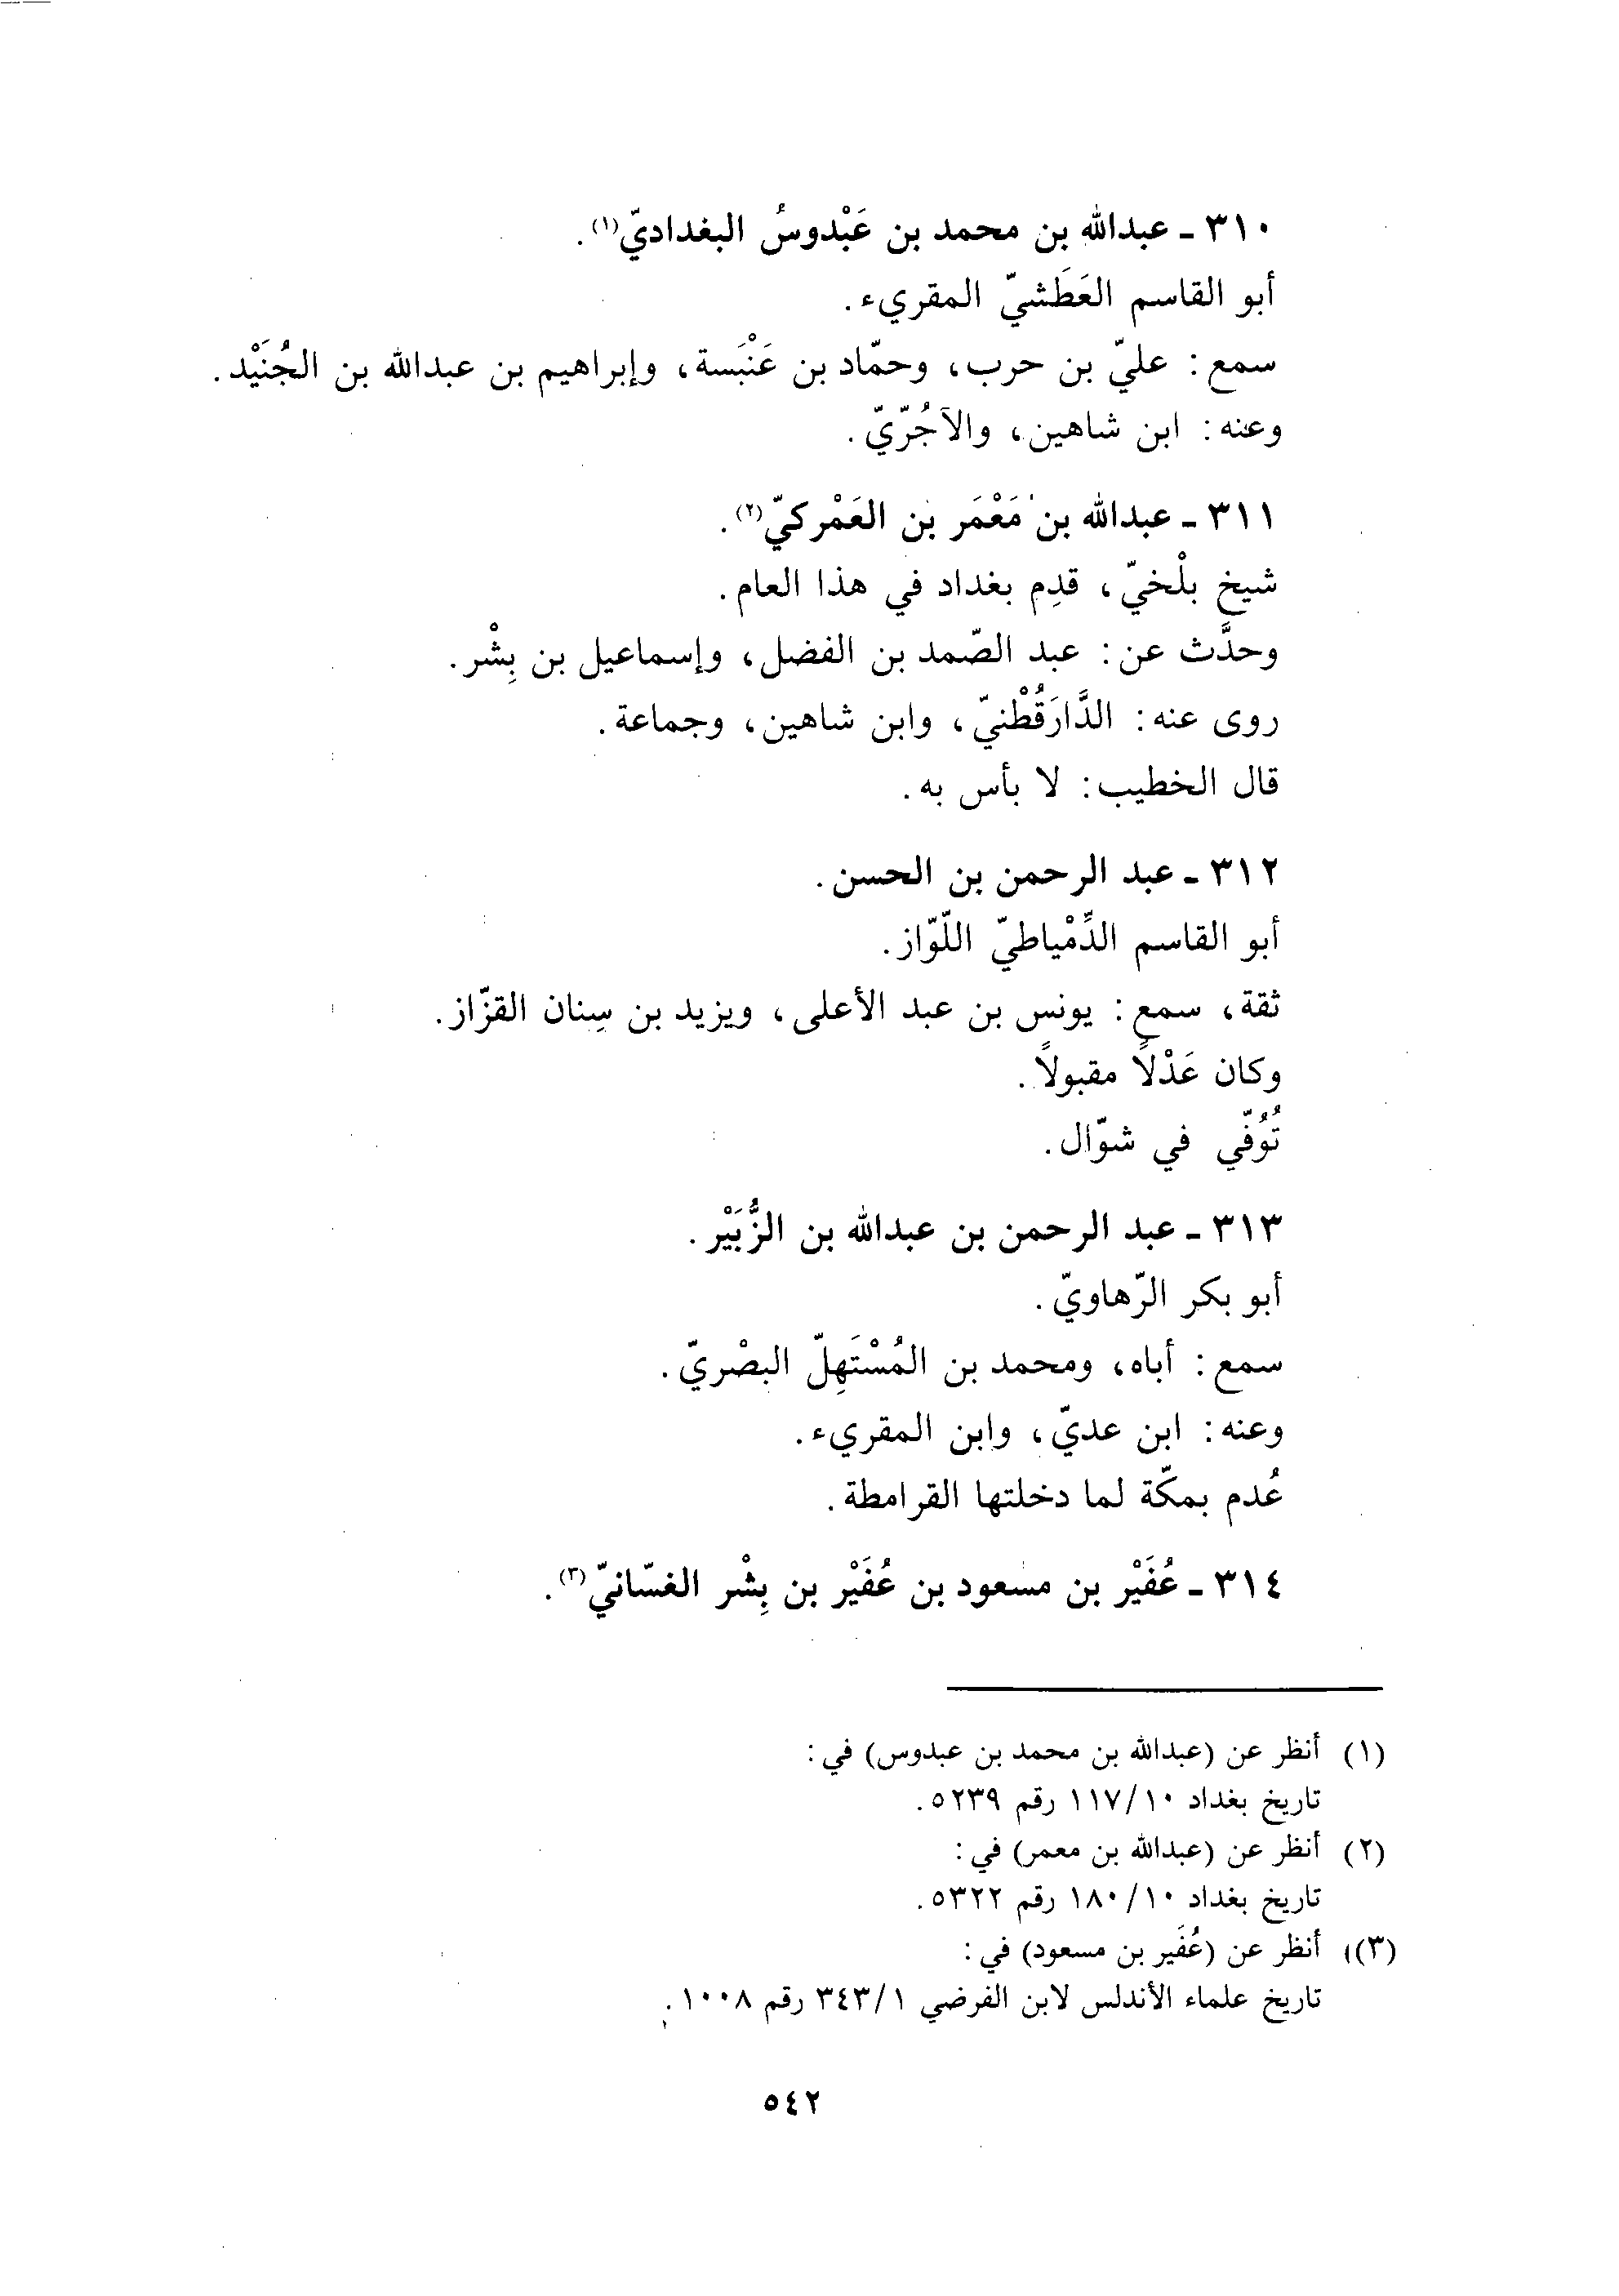 ٣١٠ ـ عبدالله بن محمد بن عَبْدوسُ البغداديّ(١).
أبو القاسم العَطَشيّ المقريء.
سمع: عليّ بن حرب، وحمّاد بن عَنْبَسة، وإبراهيم بن عبدالله بن الجُنَيْد.
وعنه: ابن شاهين، والآجُرّيّ.
٣١١ ـ عبدالله بن مَعْمَر بن العَمْركيّ(٢).
شيخ بلْخيّ، قدِم بغداد في هذا العام.
وحدَّث عن: عبد الصّمد بن الفضل، وإسماعيل بن بِشْر.
روى عنه: الدَّارَقُطْنيّ، وابن شاهين، وجماعة.
قال الخطيب: لا بأس به.
٣١٢ ـ عبد الرحمن بن الحسن.
أبو القاسم الدِّمْياطيّ اللّوّاز.
ثقة، سمع: يونس بن عبد الأعلى، ويزيد بن سِنان القزّاز.
وكان عَدْلاً مقبولاً.
تُوُفّي في شوّال.
٣١٣ ـ عبد الرحمن بن عبدالله بن الزُّبَيْر.
أبو بكر الرّهاويّ.
سمع: أباه، ومحمد بن المُسْتَهِلّ البصْريّ.
وعنه: ابن عديّ، وابن المقريء.
عُدم بمكّة لما دخلتها القرامطة.
٣١٤ ـ عُفَيْر بن مسعود بن عُفَيْر بن بِشْر الغسّانيّ(٣).
(١) أنظر عن (عبدالله بن محمد بن عبدوس) في:
تاريخ بغداد ١١٧/١٠ رقم ٥٢٣٩.
(٢) أنظر عن (عبدالله بن معمر) في:
تاريخ بغداد ١٨٠/١٠ رقم ٥٣٢٢.
(٣)) أنظر عن (عُفَير بن مسعود) في:
تاريخ علماء الأندلس لابن الفرضي ٣٤٣/١ رقم ١٠٠٨.
٥٤٢